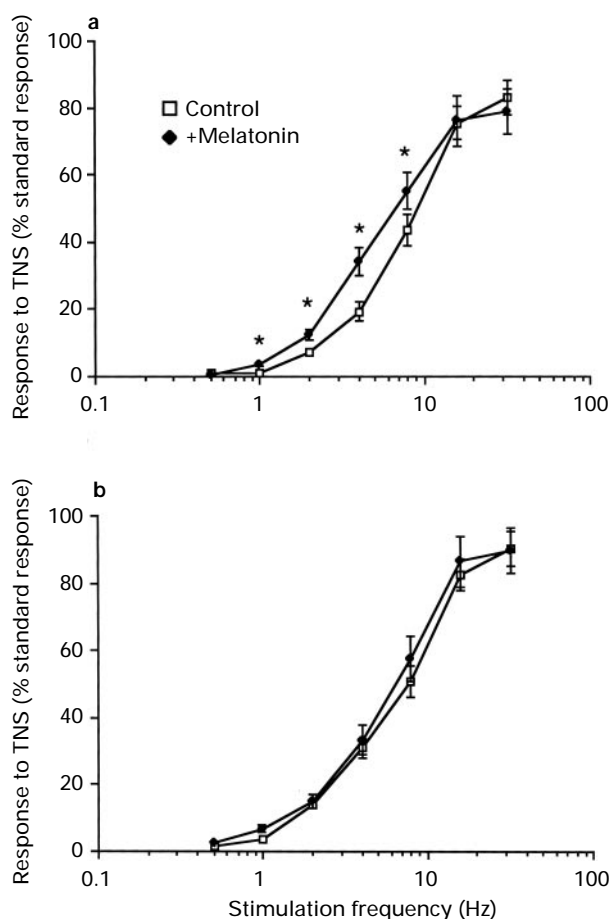 a
100
80
60
40
20
0
Response to TNS (% standard response)
Control
+Melatonin
*
*
*
*
0.1 1 10 100
b
100
80
60
40
20
0
Response to TNS (% standard response)
0.1 1 10 100
Stimulation frequency (Hz)